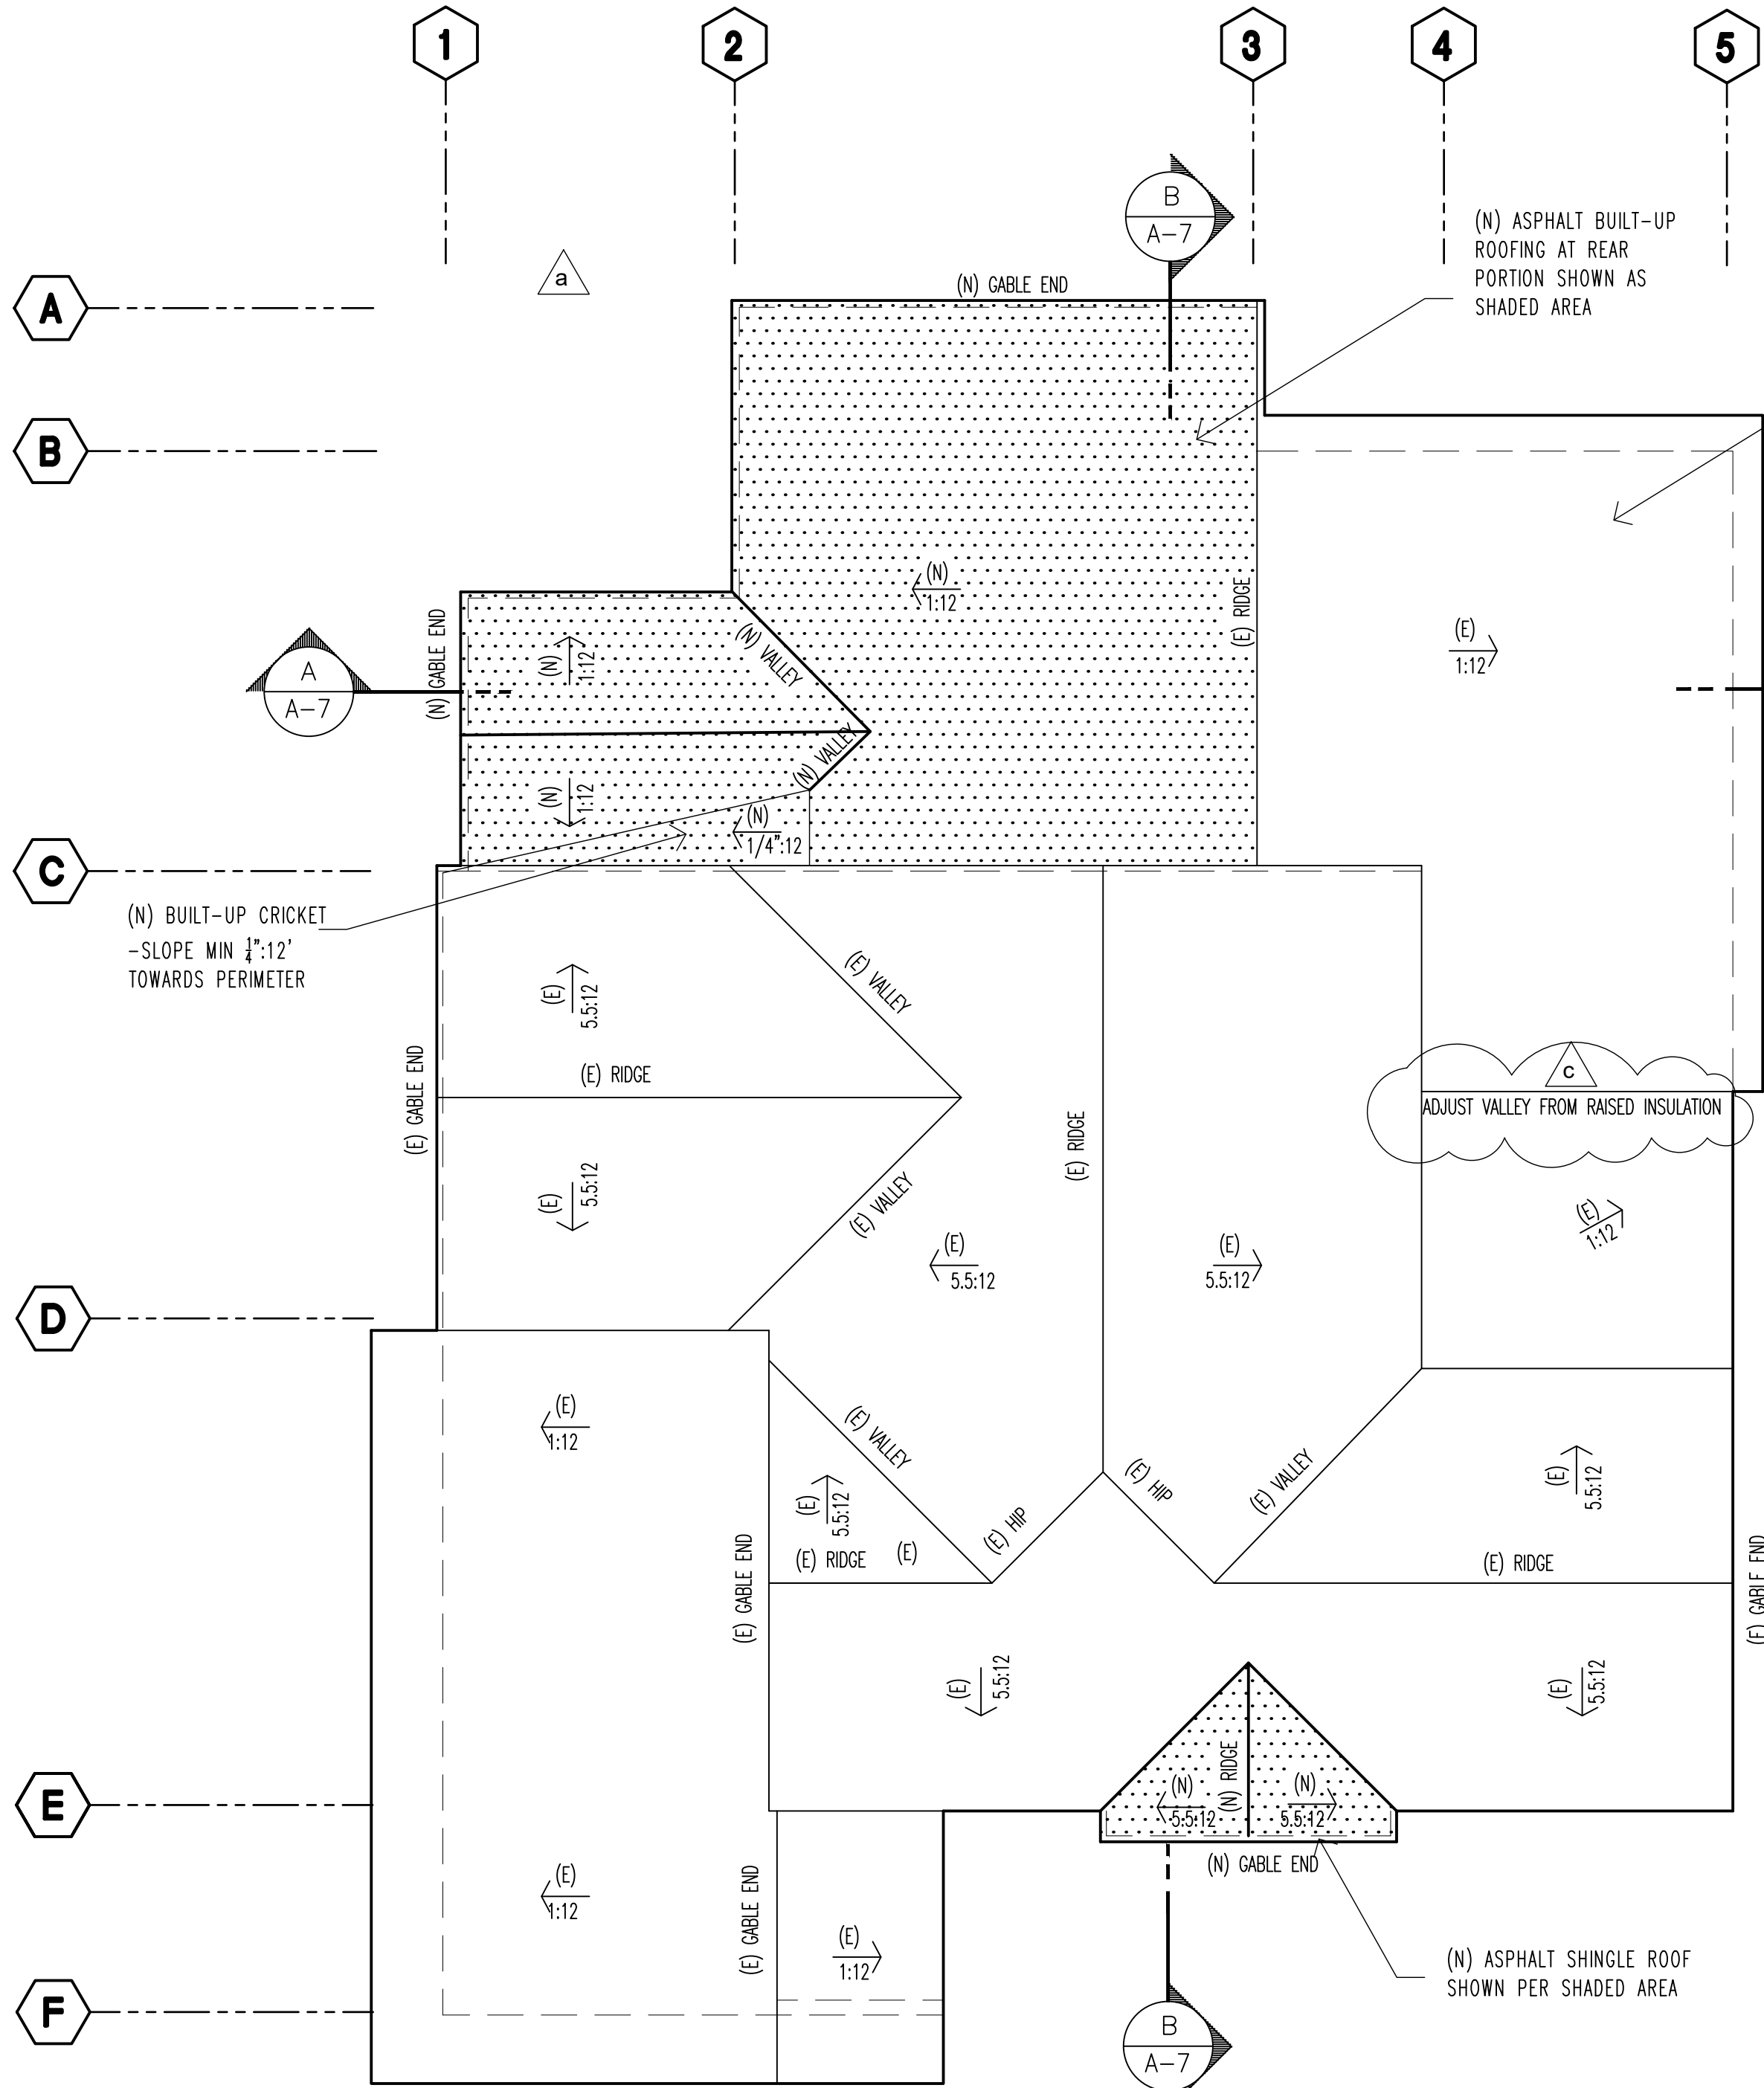 1
2
3
4
5
A
B
C
D
E
F
B
A-7
a
(N) GABLE END
(N) ASPHALT BUILT-UP
ROOFING AT REAR
PORTION SHOWN AS
SHADED AREA
(N)
1:12
(E) RIDGE
(E)
1:12
(N) GABLE END
A
A-7
(N)
1:12
(N) VALLEY
(N) VALLEY
(N)
1:12
(N)
1/4":12
(N) BUILT-UP CRICKET
-SLOPE MIN ¼":12'
TOWARDS PERIMETER
(E)
5.5:12
(E) VALLEY
(E) RIDGE
(E) GABLE END
(E)
5.5:12
(E) VALLEY
(E) RIDGE
c
ADJUST VALLEY FROM RAISED INSULATION
(E)
1:12
(E)
5.5:12
(E)
5.5:12
(E)
1:12
(E) VALLEY
(E)
5.5:12
(E) RIDGE
(E)
(E) HIP
(E) HIP
(E) VALLEY
(E)
5.5:12
(E) RIDGE
(E) GABLE END
(E) GABLE END
(E)
5.5:12
(E)
5.5:12
(N)
5.5:12
(N) RIDGE
(N)
5.5:12
(N) GABLE END
(E)
1:12
(E) GABLE END
(E)
1:12
(N) ASPHALT SHINGLE ROOF
SHOWN PER SHADED AREA
B
A-7